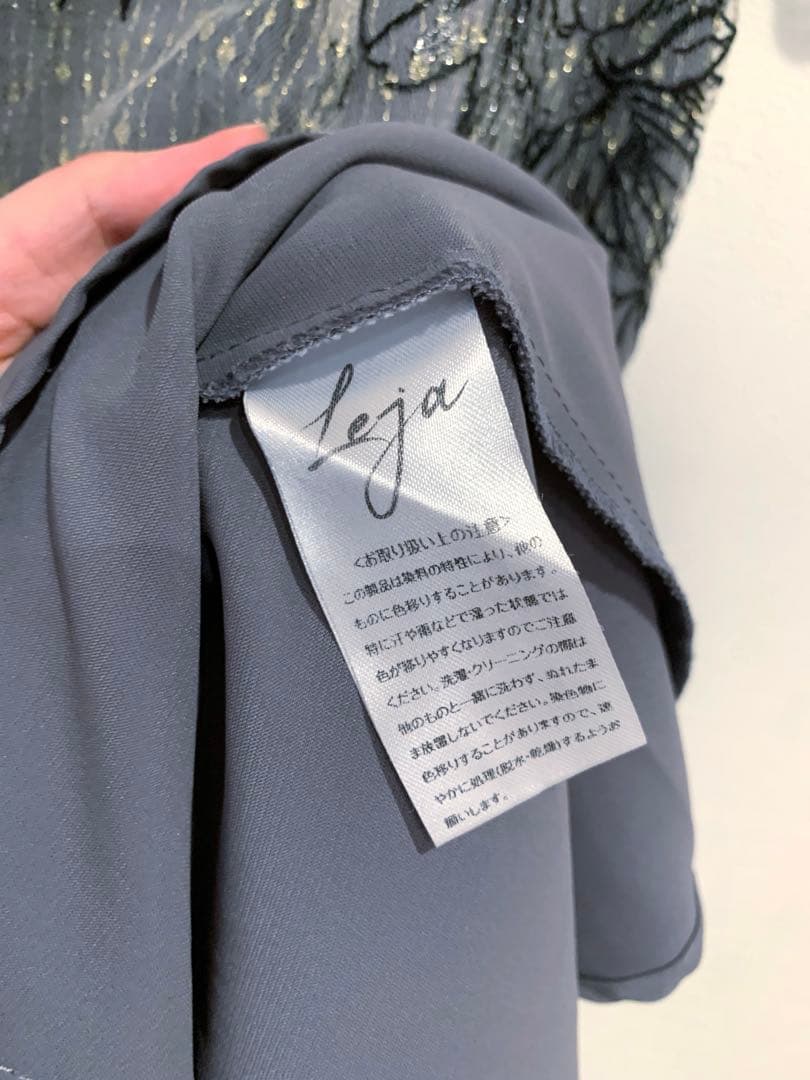 Leja
〈お取り扱い上の注意〉
この製品は染料の特性により、他の
ものに色移りすることがあります。
特に汗や雨などで湿った状態では
色が移りやすくなりますのでご注意
ください。洗濯・クリーニングの際は
他のものと一緒に洗わず、ぬれたま
ま放置しないでください。染色物に
色移りすることがありますので、速
やかに処理(脱水・乾燥)するようお
願いします。